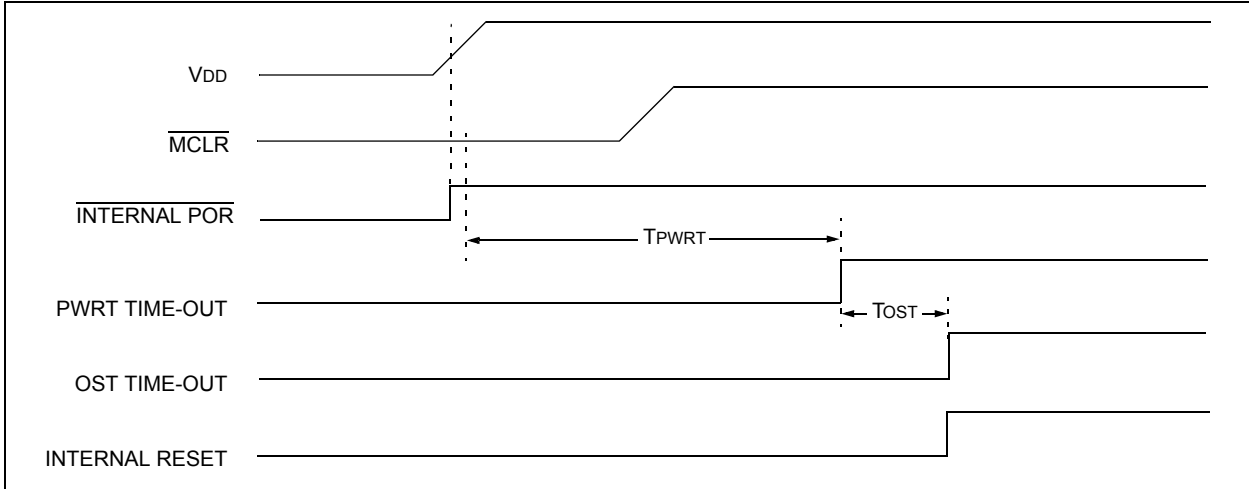 VDD
MCLR
INTERNAL POR
TPWRT
PWRT TIME-OUT
TOST
OST TIME-OUT
INTERNAL RESET